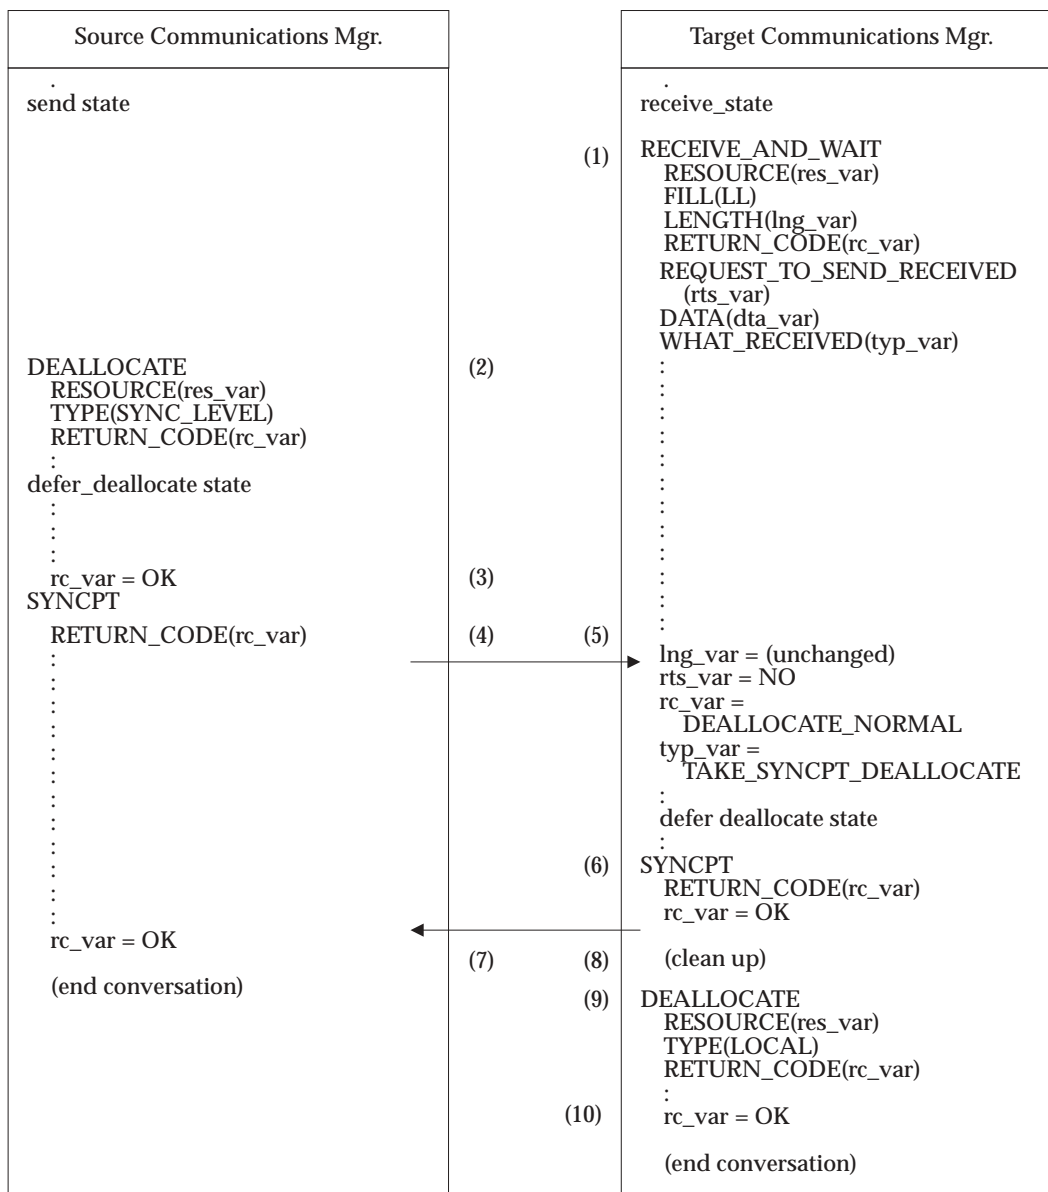 Source Communications Mgr.
.
send state
(2)
DEALLOCATE
RESOURCE(res_var)
TYPE(SYNC_LEVEL)
RETURN_CODE(rc_var)
:
defer_deallocate state
:
:
:
rc_var = OK
(3)
SYNCPT
RETURN_CODE(rc_var)
(4)
:
:
:
:
:
:
:
:
:
:
:
:
rc_var = OK
(7)
(end conversation)
Target Communications Mgr.
.
receive_state
(1)
RECEIVE_AND_WAIT
RESOURCE(res_var)
FILL(LL)
LENGTH(lng_var)
RETURN_CODE(rc_var)
REQUEST_TO_SEND_RECEIVED
(rts_var)
DATA(dta_var)
WHAT_RECEIVED(typ_var)
:
:
:
:
:
:
:
:
:
:
:
:
(5)
lng_var = (unchanged)
rts_var = NO
rc_var =
DEALLOCATE_NORMAL
typ_var =
TAKE_SYNCPT_DEALLOCATE
:
defer deallocate state
:
(6)
SYNCPT
RETURN_CODE(rc_var)
rc_var = OK
(8)
(clean up)
(9)
DEALLOCATE
RESOURCE(res_var)
TYPE(LOCAL)
RETURN_CODE(rc_var)
:
(10)
rc_var = OK
(end conversation)